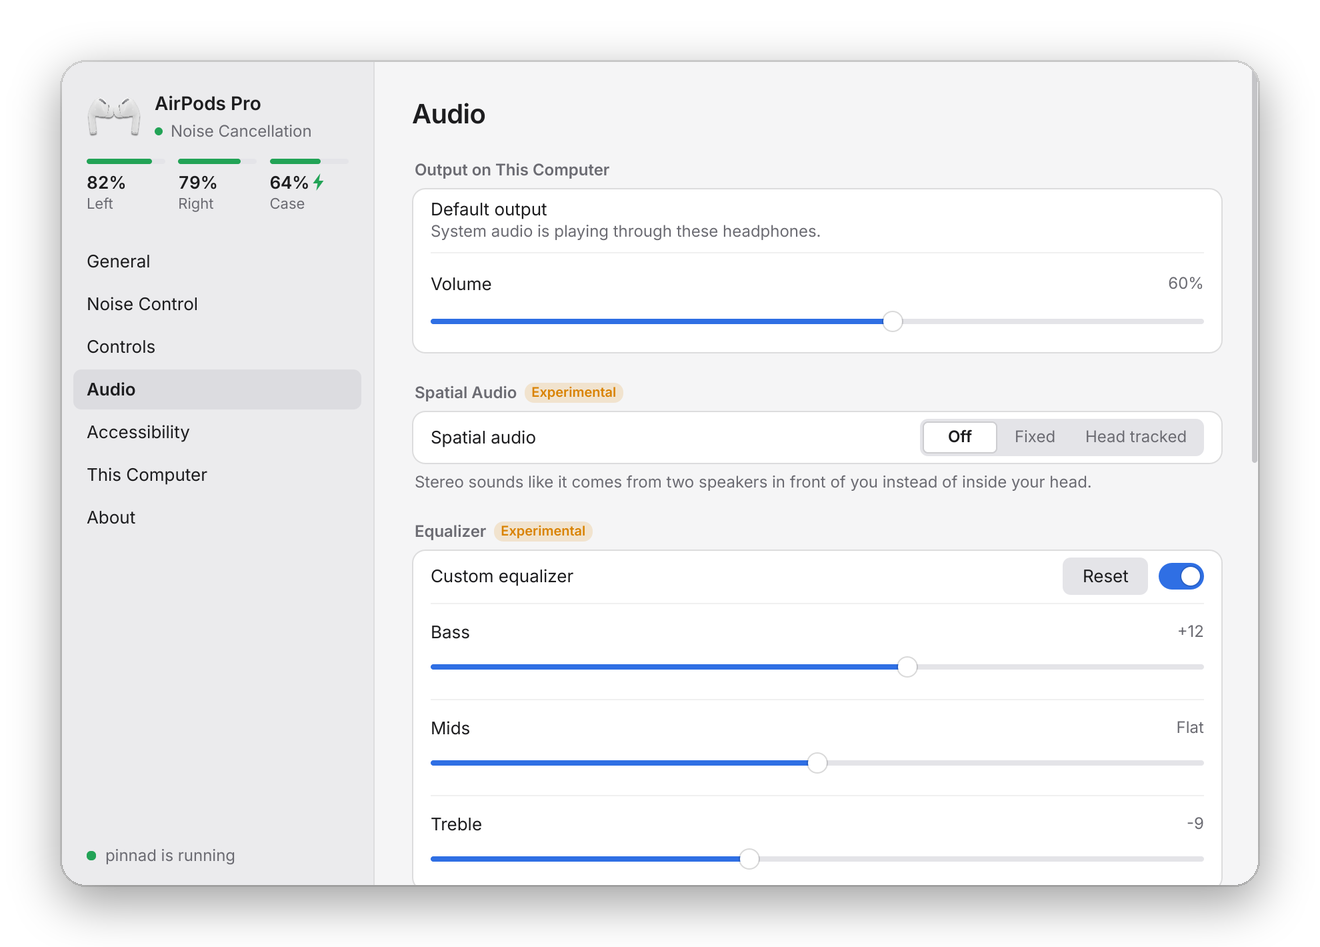 AirPods Pro
Noise Cancellation
82%
Left
79%
Right
64%
Case
General
Noise Control
Controls
Audio
Accessibility
This Computer
About
pinnad is running
Audio
Output on This Computer
Default output
System audio is playing through these headphones.
Volume
60%
Spatial Audio Experimental
Spatial audio
Off Fixed Head tracked
Stereo sounds like it comes from two speakers in front of you instead of inside your head.
Equalizer Experimental
Custom equalizer
Reset
Bass
+12
Mids
Flat
Treble
-9